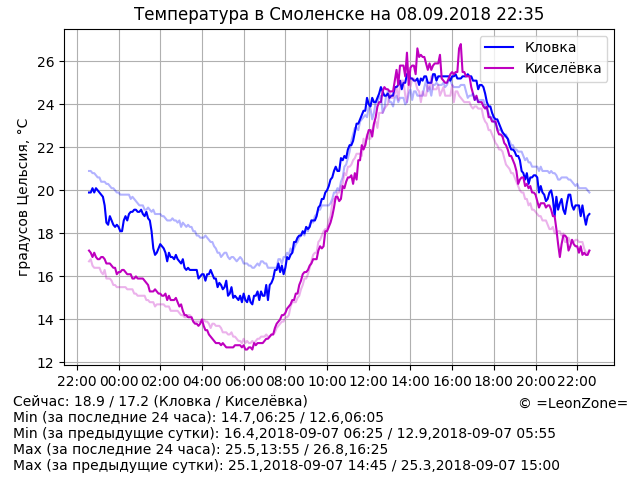 Температура в Смоленске на 08.09.2018 22:35
Кловка
Киселёвка
градусов Цельсия, °C
26
24
22
20
18
16
14
12
22:00 00:00 02:00 04:00 06:00 08:00 10:00 12:00 14:00 16:00 18:00 20:00 22:00
Сейчас: 18.9 / 17.2 (Кловка / Киселёвка)
© =LeonZone=
Min (за последние 24 часа): 14.7,06:25 / 12.6,06:05
Min (за предыдущие сутки): 16.4,2018-09-07 06:25 / 12.9,2018-09-07 05:55
Max (за последние 24 часа): 25.5,13:55 / 26.8,16:25
Max (за предыдущие сутки): 25.1,2018-09-07 14:45 / 25.3,2018-09-07 15:00